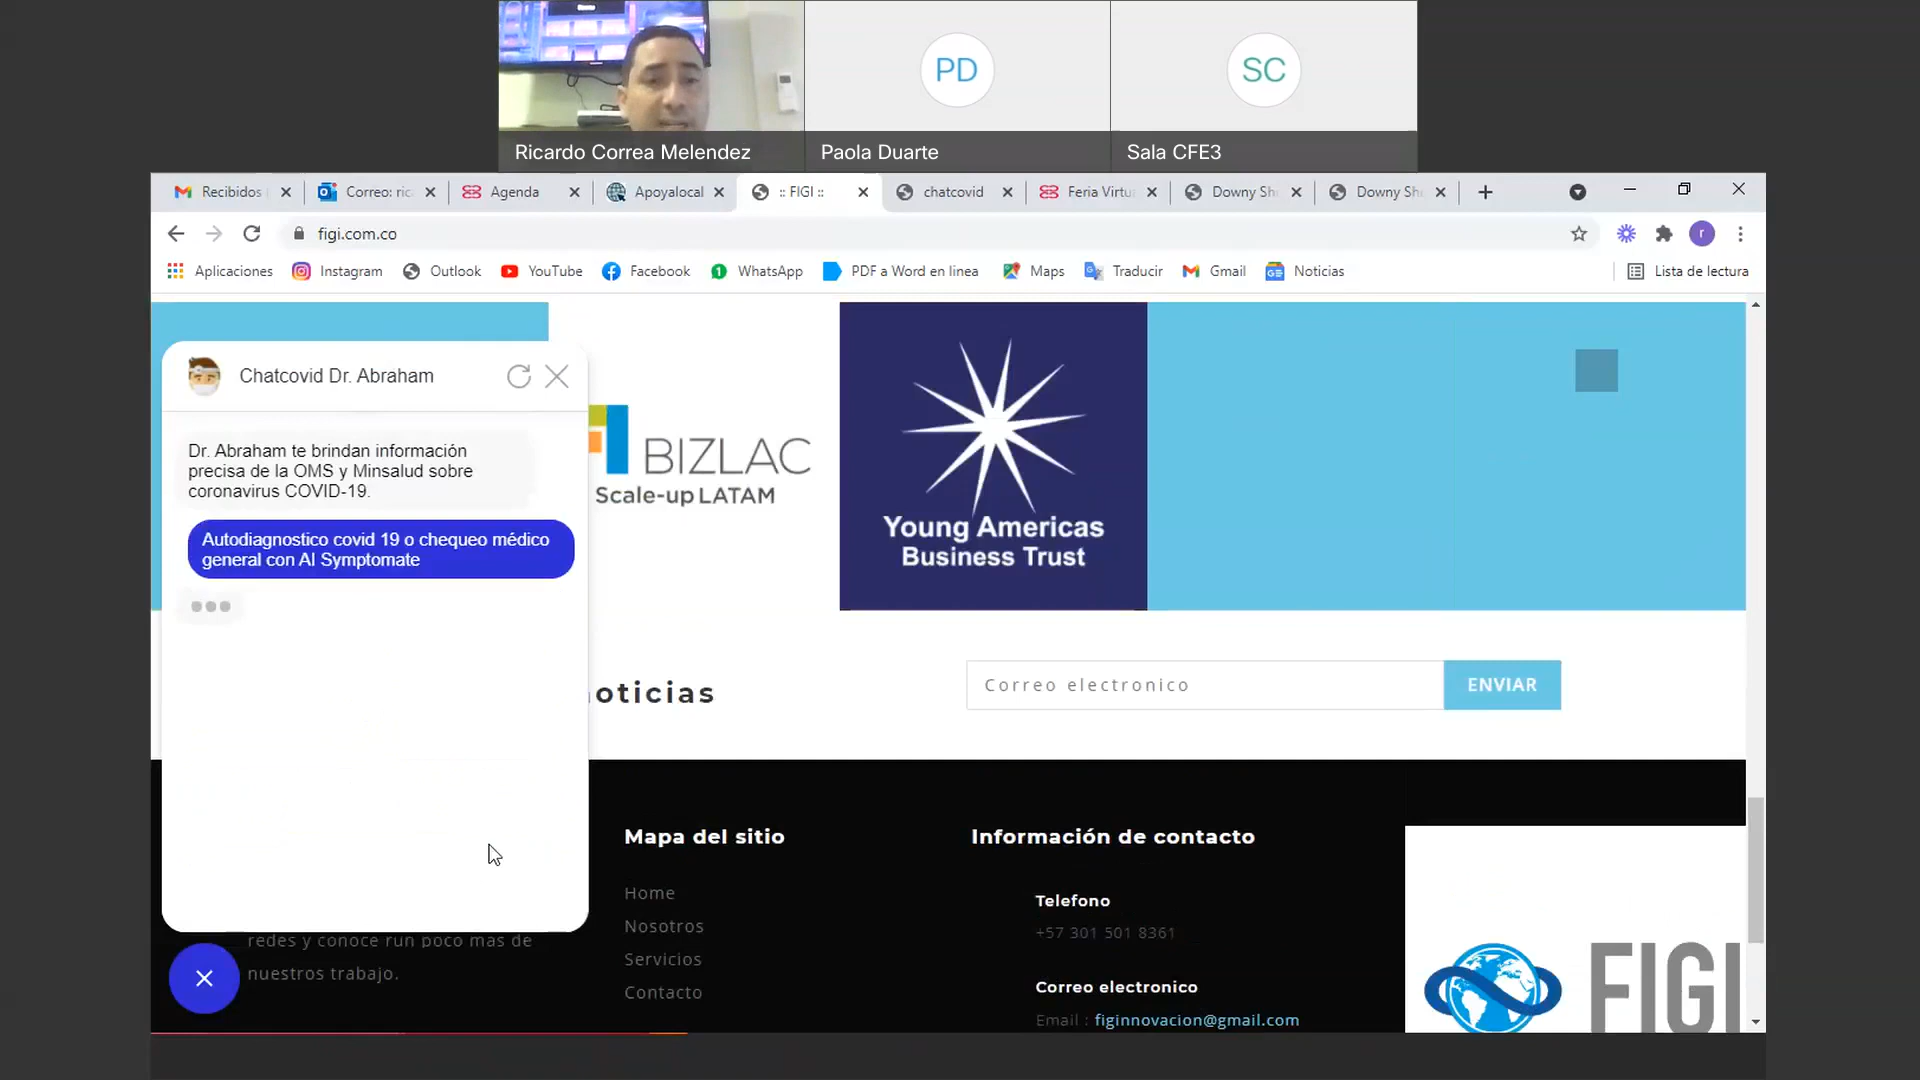 PD
SC
Ricardo Correa Melendez
Paola Duarte
Sala CFE3
Recibidos
Correo: ric
Agenda
Apoyalocal
:: FIGI ::
chatcovid
Feria Virtu
Downy Sh
Downy Sh
figi.com.co
r
Aplicaciones
Instagram
Outlook
YouTube
Facebook
1
WhatsApp
PDF a Word en linea
Maps
Traducir
Gmail
Noticias
Lista de lectura
Chatcovid Dr. Abraham
Dr. Abraham te brindan información
precisa de la OMS y Minsalud sobre
coronavirus COVID-19.
Autodiagnostico covid 19 o chequeo médico
general con AI Symptomate
BIZLAC
Scale-up LATAM
Young Americas
Business Trust
noticias
Correo electronico
ENVIAR
redes y conoce run poco mas de
nuestros trabajo.
Mapa del sitio
Home
Nosotros
Servicios
Contacto
Información de contacto
Telefono
+57 301 501 8361
Correo electronico
Email : figinnovacion@gmail.com
FIGI